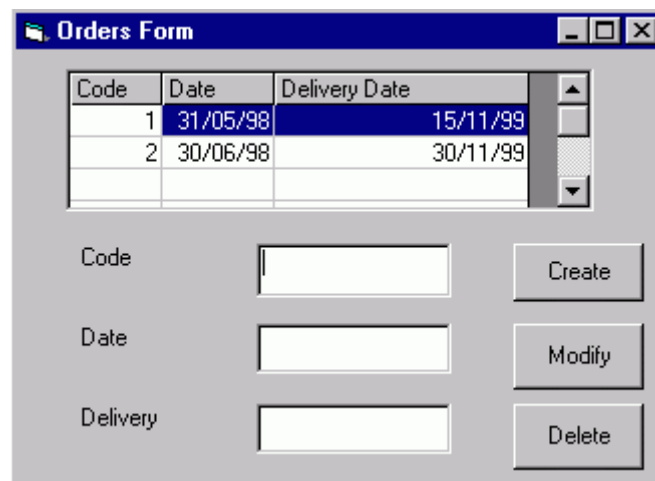 Orders Form
Code Date Delivery Date
1 31/05/98 15/11/99
2 30/06/98 30/11/99
Code Create
Date Modify
Delivery Delete